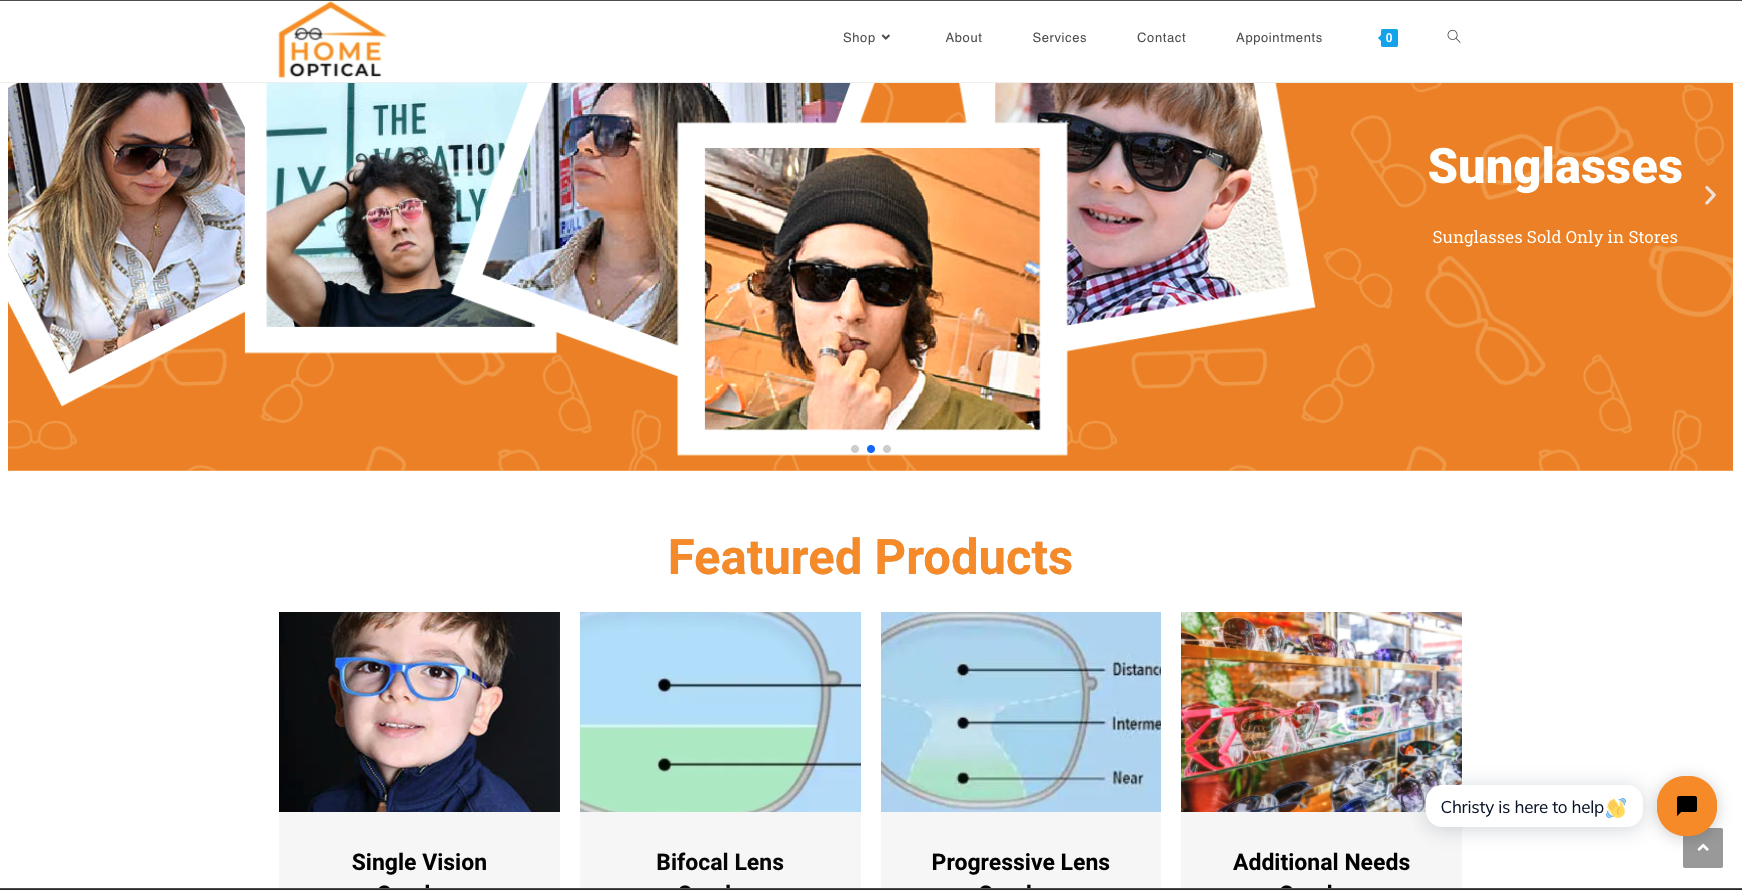 HOME
OPTICAL
Shop
About
Services
Contact
Appointments
0
THE
LY
Sunglasses
Sunglasses Sold Only in Stores
Featured Products
Distanc
Interme
Near
Christy is here to help👋
Single Vision
Bifocal Lens
Progressive Lens
Additional Needs